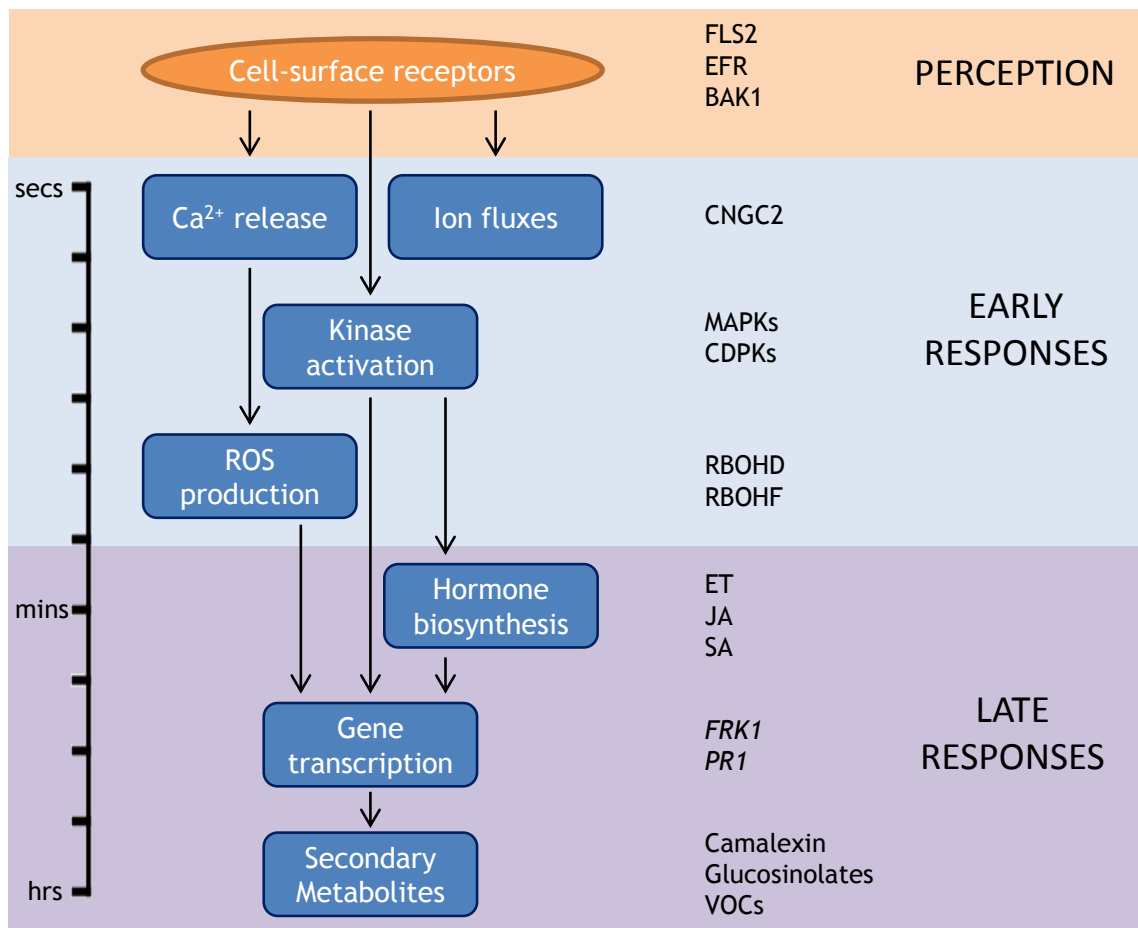 Cell-surface receptors
FLS2
EFR
BAK1
PERCEPTION
secs
Ca²⁺ release
Ion fluxes
CNGC2
Kinase
activation
MAPKs
CDPKs
EARLY
RESPONSES
ROS
production
RBOHD
RBOHF
mins
Hormone
biosynthesis
ET
JA
SA
Gene
transcription
FRK1
PR1
LATE
RESPONSES
hrs
Secondary
Metabolites
Camalexin
Glucosinolates
VOCs